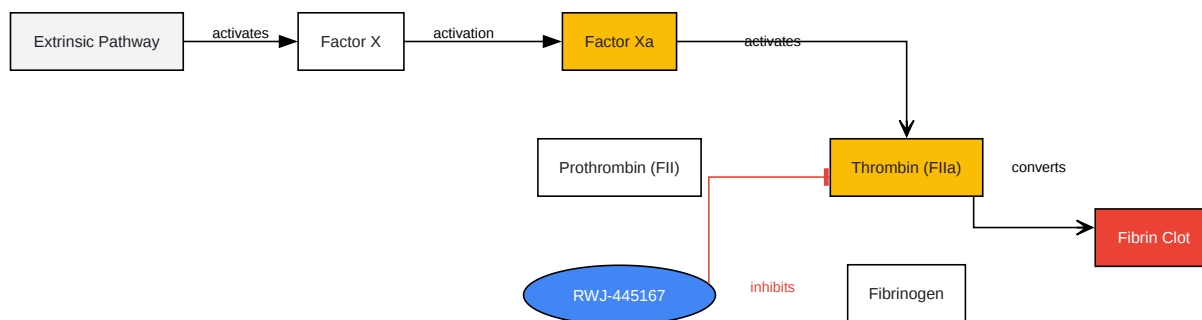 Extrinsic Pathway
activates
Factor X
activation
Factor Xa
activates
Prothrombin (FII)
Thrombin (FIIa)
converts
Fibrin Clot
RWJ-445167
inhibits
Fibrinogen